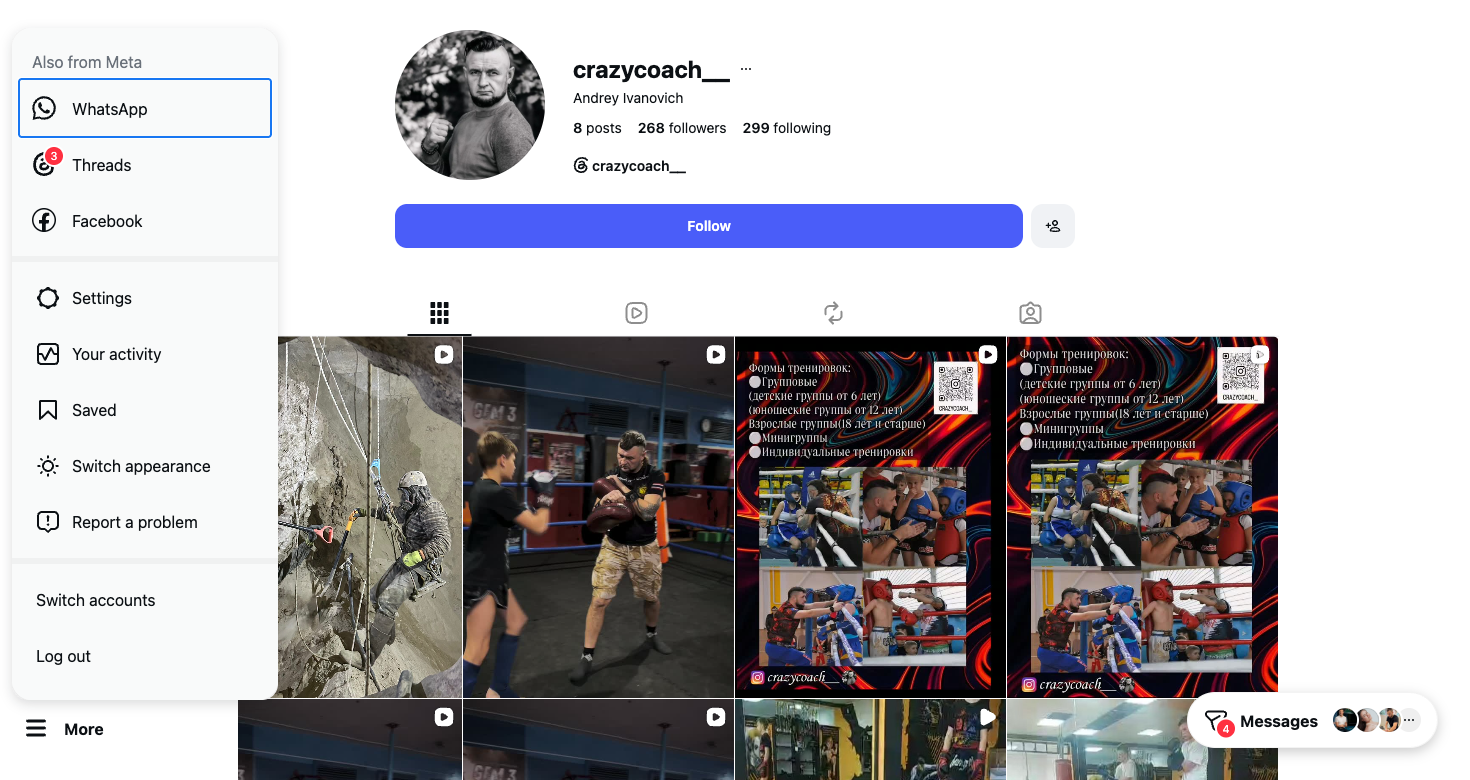 Also from Meta
WhatsApp
3
Threads
Facebook
Settings
Your activity
Saved
Switch appearance
Report a problem
Switch accounts
Log out
More
crazycoach__ ...
Andrey Ivanovich
8 posts 268 followers 299 following
crazycoach__
Follow
Формы тренировок:
Групповые
(детские группы от 6 лет)
(юношеские группы от 12 лет)
Взрослые группы(18 лет и старше)
Минигруппы
Индивидуальные тренировки
CRAZYCOACH_
crazycoach__
Формы тренировок:
Групповые
(детские группы от 6 лет)
(юношеские группы от 12 лет)
Взрослые группы(18 лет и старше)
Минигруппы
Индивидуальные тренировки
CRAZYCOACH_
crazycoach__
4
Messages